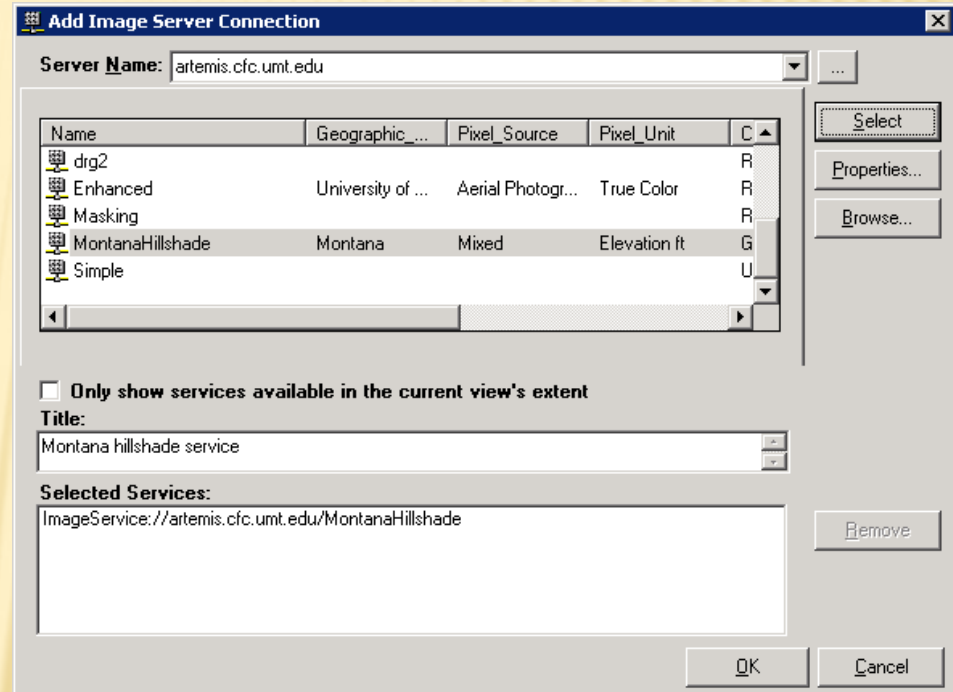 Add Image Server Connection
Server Name: artemis.cfc.umt.edu ...
Name Geographic_... Pixel_Source Pixel_Unit C
drg2 R
Enhanced University of ... Aerial Photogr... True Color R
Masking R
MontanaHillshade Montana Mixed Elevation ft G
Simple U
Select
Properties...
Browse...
Only show services available in the current view's extent
Title:
Montana hillshade service
Selected Services:
ImageService://artemis.cfc.umt.edu/MontanaHillshade
Remove
OK Cancel